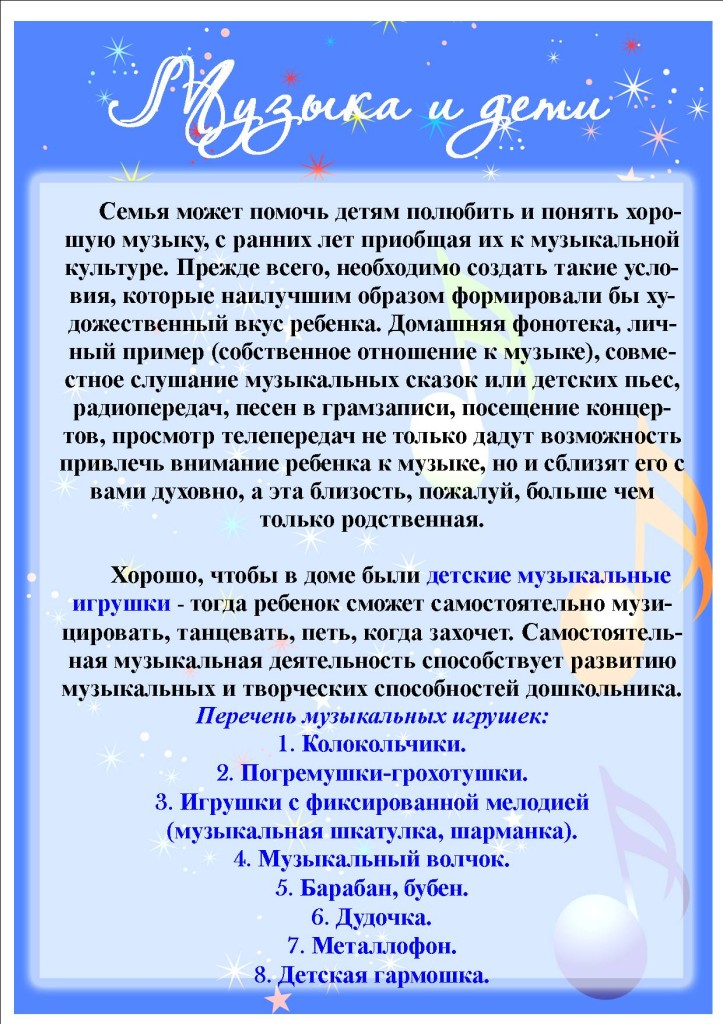 Музыка и дети
Семья может помочь детям полюбить и понять хоро-
шую музыку, с ранних лет приобщая их к музыкальной
культуре. Прежде всего, необходимо создать такие усло-
вия, которые наилучшим образом формировали бы ху-
дожественный вкус ребенка. Домашняя фонотека, лич-
ный пример (собственное отношение к музыке), совме-
стное слушание музыкальных сказок или детских пьес,
радиопередач, песен в грамзаписи, посещение концер-
тов, просмотр телепередач не только дадут возможность
привлечь внимание ребенка к музыке, но и сблизят его с
вами духовно, а эта близость, пожалуй, больше чем
только родственная.
Хорошо, чтобы в доме были детские музыкальные
игрушки - тогда ребенок сможет самостоятельно музи-
цировать, танцевать, петь, когда захочет. Самостоятель-
ная музыкальная деятельность способствует развитию
музыкальных и творческих способностей дошкольника.
Перечень музыкальных игрушек:
1. Колокольчики.
2. Погремушки-грохотушки.
3. Игрушки с фиксированной мелодией
(музыкальная шкатулка, шарманка).
4. Музыкальный волчок.
5. Барабан, бубен.
6. Дудочка.
7. Металлофон.
8. Детская гармошка.